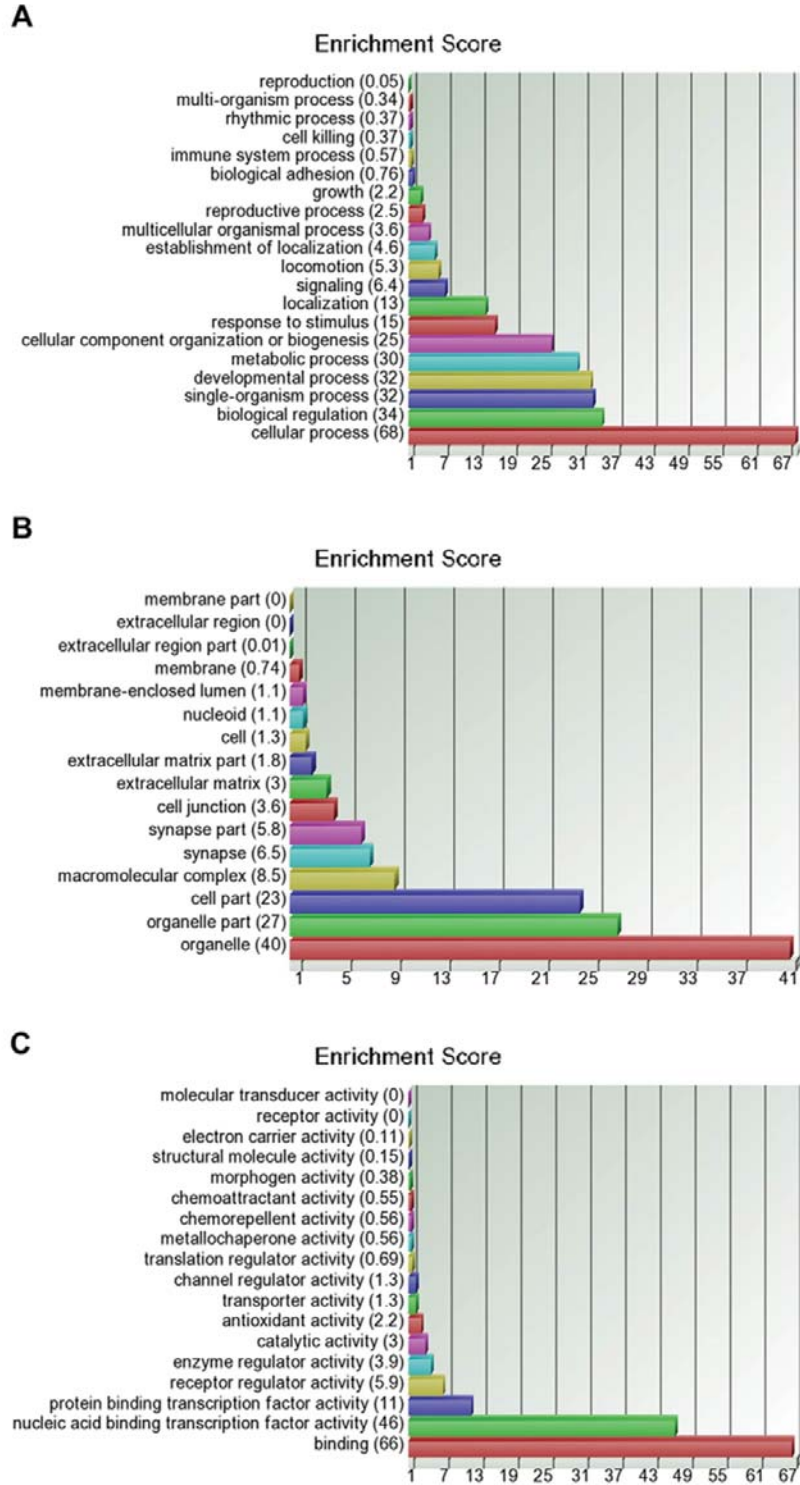 A
Enrichment Score
reproduction (0.05)
multi-organism process (0.34)
rhythmic process (0.37)
cell killing (0.37)
immune system process (0.57)
biological adhesion (0.76)
growth (2.2)
reproductive process (2.5)
multicellular organismal process (3.6)
establishment of localization (4.6)
locomotion (5.3)
signaling (6.4)
localization (13)
response to stimulus (15)
cellular component organization or biogenesis (25)
metabolic process (30)
developmental process (32)
single-organism process (32)
biological regulation (34)
cellular process (68)
1 7 13 19 25 31 37 43 49 55 61 67
B
Enrichment Score
membrane part (0)
extracellular region (0)
extracellular region part (0.01)
membrane (0.74)
membrane-enclosed lumen (1.1)
nucleoid (1.1)
cell (1.3)
extracellular matrix part (1.8)
extracellular matrix (3)
cell junction (3.6)
synapse part (5.8)
synapse (6.5)
macromolecular complex (8.5)
cell part (23)
organelle part (27)
organelle (40)
1 5 9 13 17 21 25 29 33 37 41
C
Enrichment Score
molecular transducer activity (0)
receptor activity (0)
electron carrier activity (0.11)
structural molecule activity (0.15)
morphogen activity (0.38)
chemoattractant activity (0.55)
chemorepellent activity (0.56)
metallochaperone activity (0.56)
translation regulator activity (0.69)
channel regulator activity (1.3)
transporter activity (1.3)
antioxidant activity (2.2)
catalytic activity (3)
enzyme regulator activity (3.9)
receptor regulator activity (5.9)
protein binding transcription factor activity (11)
nucleic acid binding transcription factor activity (46)
binding (66)
1 7 13 19 25 31 37 43 49 55 61 67